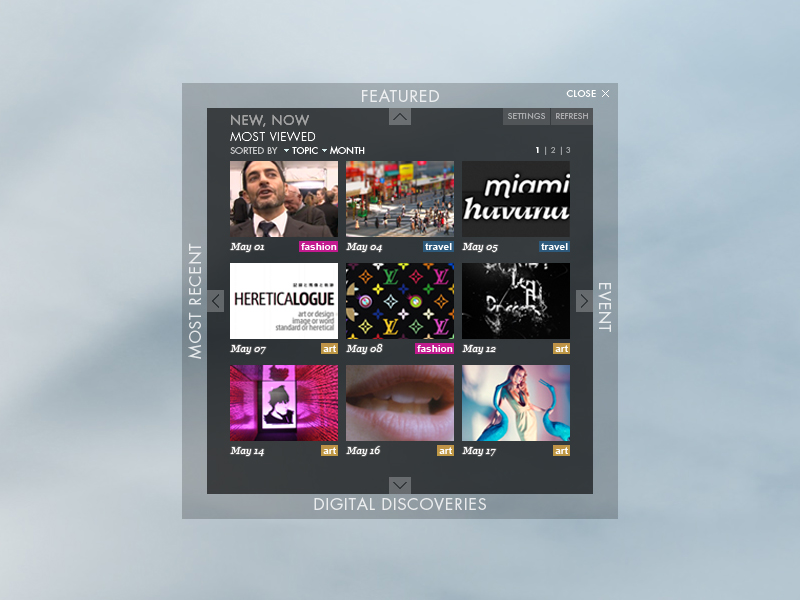 FEATURED
CLOSE
NEW, NOW
SETTINGS
REFRESH
MOST VIEWED
SORTED BY TOPIC MONTH
1 | 2 | 3
May 01 fashion
May 04 travel
miami
havana
May 05 travel
HERETICALOGUE
art or design
image or word
standard or heretical
May 07 art
LV
May 08 fashion
May 12 art
May 14 art
May 16 art
May 17 art
MOST RECENT
EVENT
DIGITAL DISCOVERIES